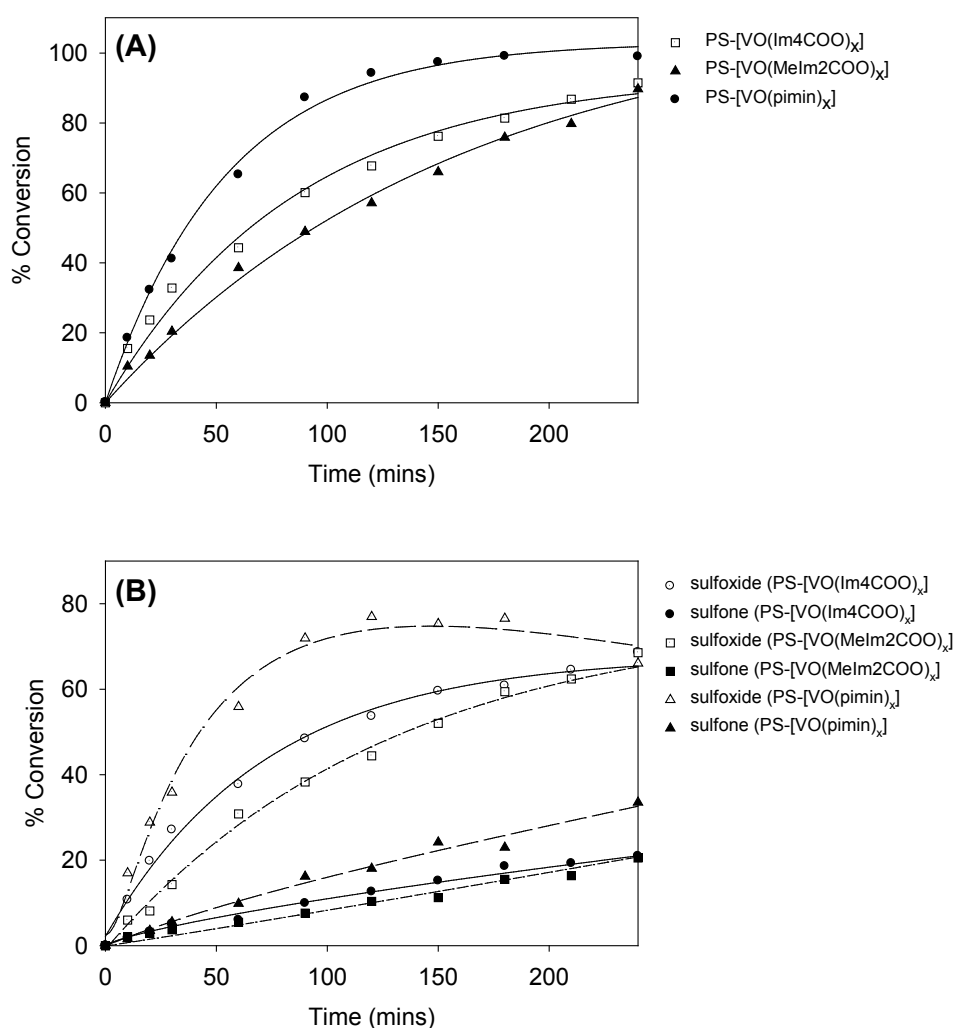 (A)
100
80
60
40
20
0
% Conversion
0 50 100 150 200
Time (mins)
PS-[VO(Im4COO)x]
PS-[VO(MeIm2COO)x]
PS-[VO(pimin)x]
(B)
80
60
40
20
0
% Conversion
0 50 100 150 200
Time (mins)
sulfoxide (PS-[VO(Im4COO)x]
sulfone (PS-[VO(Im4COO)x]
sulfoxide (PS-[VO(MeIm2COO)x]
sulfone (PS-[VO(MeIm2COO)x]
sulfoxide (PS-[VO(pimin)x]
sulfone (PS-[VO(pimin)x]